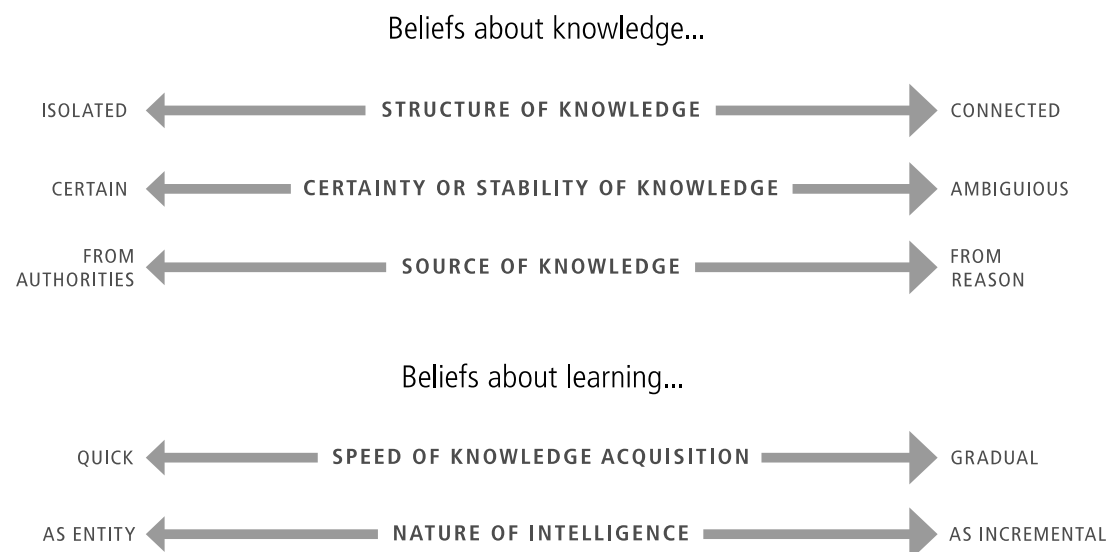 Beliefs about knowledge...
ISOLATED STRUCTURE OF KNOWLEDGE CONNECTED
CERTAIN CERTAINTY OR STABILITY OF KNOWLEDGE AMBIGUIOUS
FROM AUTHORITIES SOURCE OF KNOWLEDGE FROM REASON
Beliefs about learning...
QUICK SPEED OF KNOWLEDGE ACQUISITION GRADUAL
AS ENTITY NATURE OF INTELLIGENCE AS INCREMENTAL